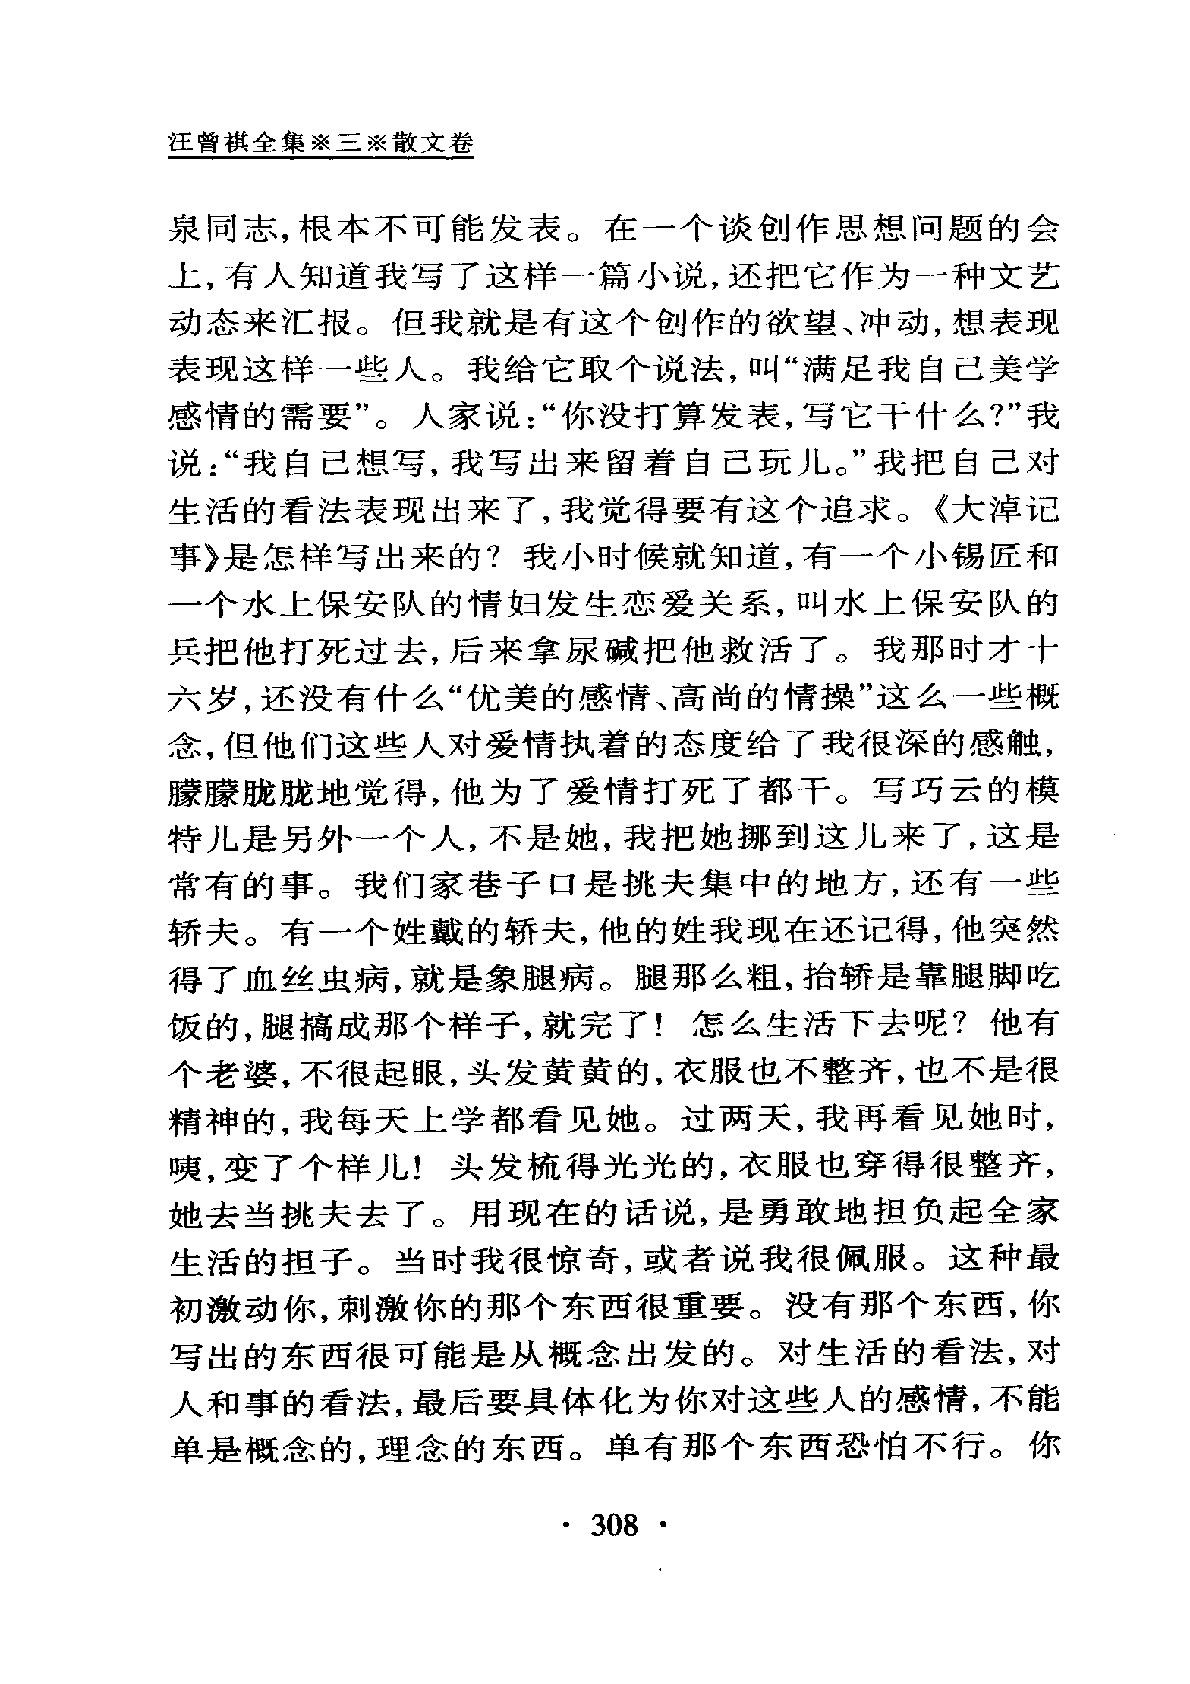 汪曾祺全集※三※散文卷
泉同志,根本不可能发表。在一个谈创作思想问题的会
上,有人知道我写了这样一篇小说,还把它作为一种文艺
动态来汇报。但我就是有这个创作的欲望、冲动,想表现
表现这样一些人。我给它取个说法,叫“满足我自己美学
感情的需要”。人家说:“你没打算发表,写它干什么?”我
说:“我自己想写,我写出来留着自己玩儿。”我把自己对
生活的看法表现出来了,我觉得要有这个追求。《大淖记
事》是怎样写出来的?我小时候就知道,有一个小锡匠和
一个水上保安队的情妇发生恋爱关系,叫水上保安队的
兵把他打死过去,后来拿尿碱把他救活了。我那时才十
六岁,还没有什么“优美的感情、高尚的情操”这么一些概
念,但他们这些人对爱情执着的态度给了我很深的感触,
朦朦胧胧地觉得,他为了爱情打死了都干。写巧云的模
特儿是另外一个人,不是她,我把她挪到这儿来了,这是
常有的事。我们家巷子口是挑夫集中的地方,还有一些
轿夫。有一个姓戴的轿夫,他的姓我现在还记得,他突然
得了血丝虫病,就是象腿病。腿那么粗,抬轿是靠腿脚吃
饭的,腿搞成那个样子,就完了!怎么生活下去呢?他有
个老婆,不很起眼,头发黄黄的,衣服也不整齐,也不是很
精神的,我每天上学都看见她。过两天,我再看见她时,
咦,变了个样儿!头发梳得光光的,衣服也穿得很整齐,
她去当挑夫去了。用现在的话说,是勇敢地担负起全家
生活的担子。当时我很惊奇,或者说我很佩服。这种最
初激动你,刺激你的那个东西很重要。没有那个东西,你
写出的东西很可能是从概念出发的。对生活的看法,对
人和事的看法,最后要具体化为你对这些人的感情,不能
单是概念的,理念的东西。单有那个东西恐怕不行。你
· 308 ·